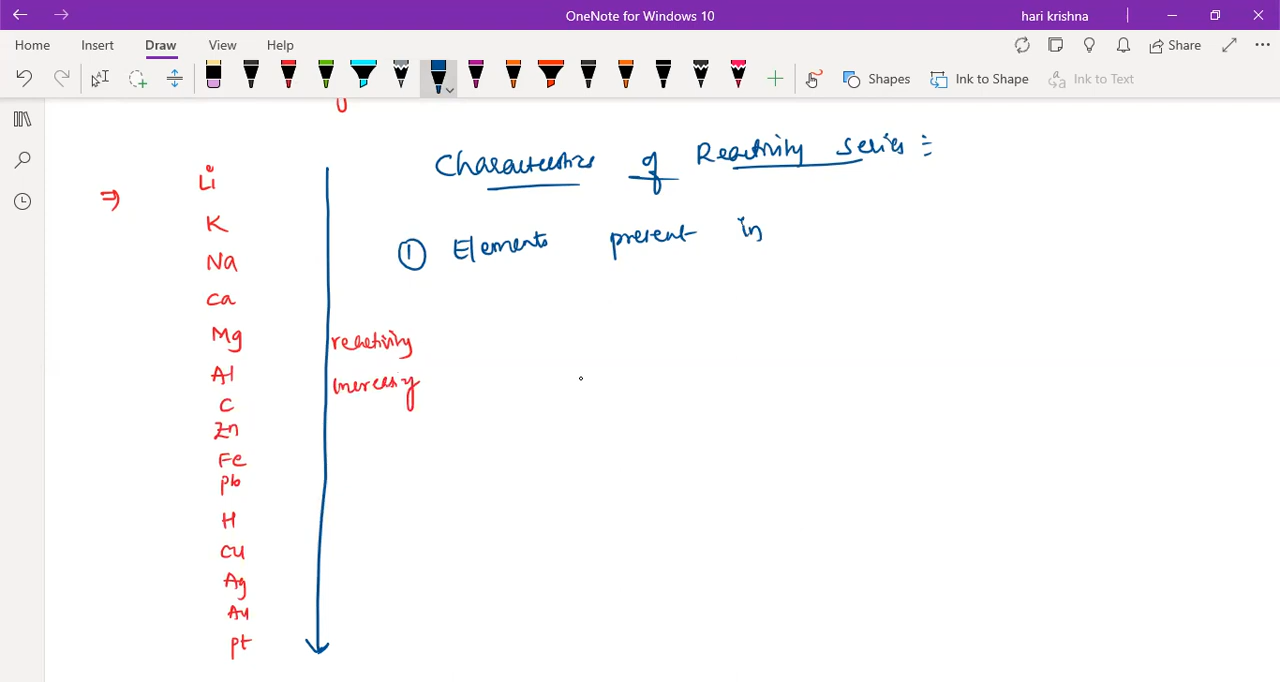 OneNote for Windows 10
hari krishna
Home Insert Draw View Help
Share
Shapes
Ink to Shape
Ink to Text
Characteristics of Reactivity series :-
① Elements present in
⇒ Li
K
Na
Ca
Mg
Al
C
Zn
Fe
Pb
H
Cu
Ag
Au
pt
reactivity